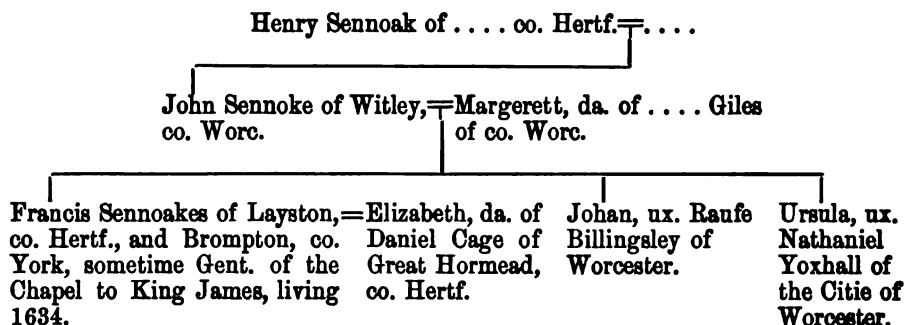 Henry Sennoak of .... co. Hertf.=....
John Sennoke of Witley,=Margerett, da. of .... Giles
co. Worc.
of co. Worc.
Francis Sennoakes of Layston,=
co. Hertf., and Brompton, co.
York, sometime Gent. of the
Chapel to King James, living
1634.
Elizabeth, da. of
Daniel Cage of
Great Hormead,
co. Hertf.
Johan, ux. Raufe
Billingsley of
Worcester.
Ursula, ux.
Nathaniel
Yoxhall of
the Citie of
Worcester.